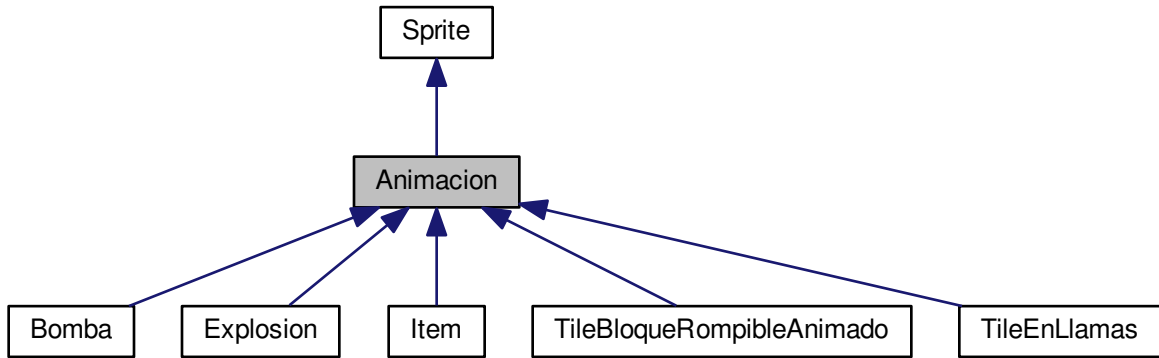 Sprite
Animacion
Bomba
Explosion
Item
TileBloqueRompibleAnimado
TileEnLlamas